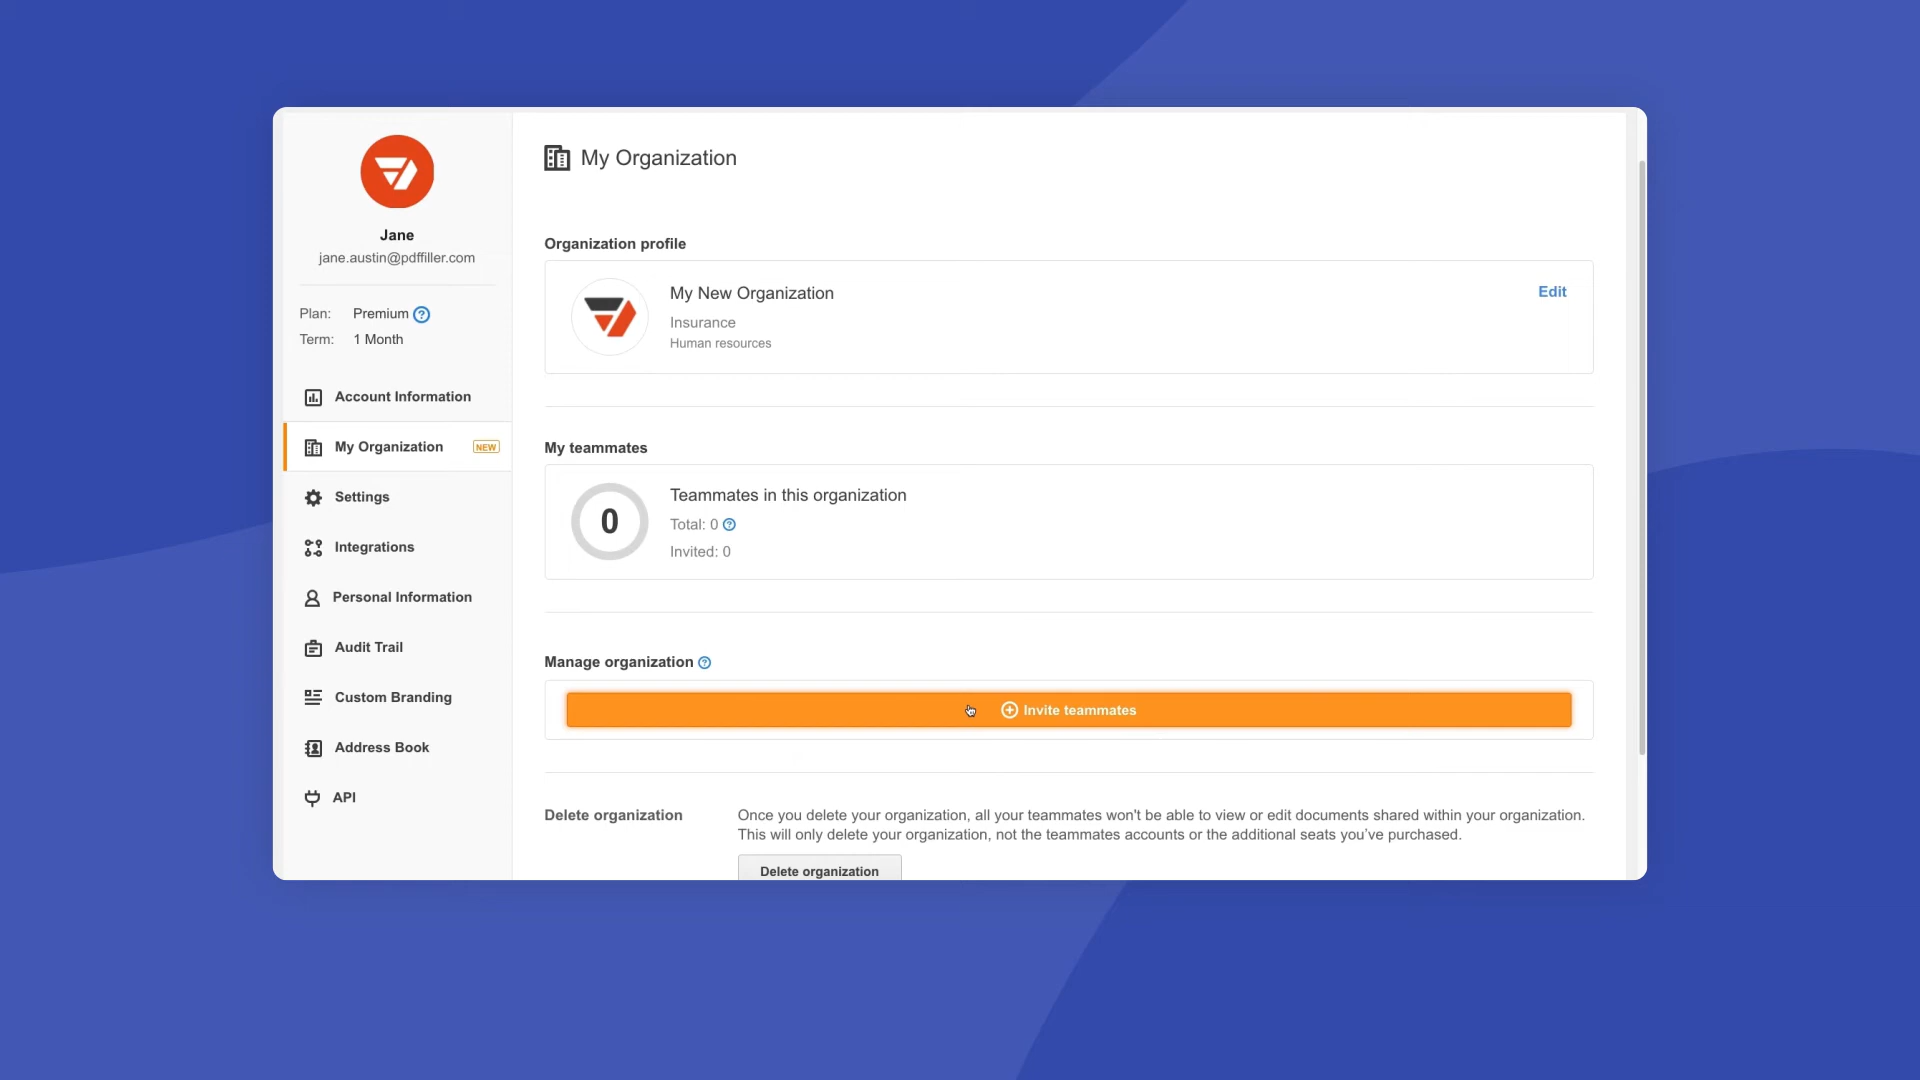 Jane
jane.austin@pdffiller.com
Plan: Premium ?
Term: 1 Month
Account Information
My Organization NEW
Settings
Integrations
Personal Information
Audit Trail
Custom Branding
Address Book
API
My Organization
Organization profile
My New Organization
Edit
Insurance
Human resources
My teammates
0
Teammates in this organization
Total: 0 ?
Invited: 0
Manage organization ?
Invite teammates
Delete organization
Once you delete your organization, all your teammates won't be able to view or edit documents shared within your organization.
This will only delete your organization, not the teammates accounts or the additional seats you’ve purchased.
Delete organization